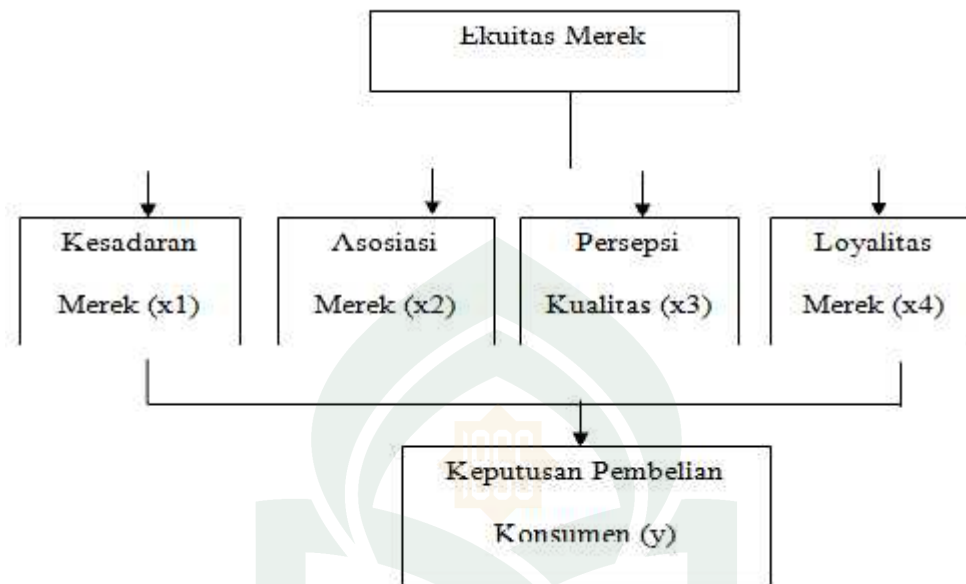 Ekuitas Merek
Kesadaran
Merek (x1)
Asosiasi
Merek (x2)
Persepsi
Kualitas (x3)
Loyalitas
Merek (x4)
Keputusan Pembelian
Konsumen (y)